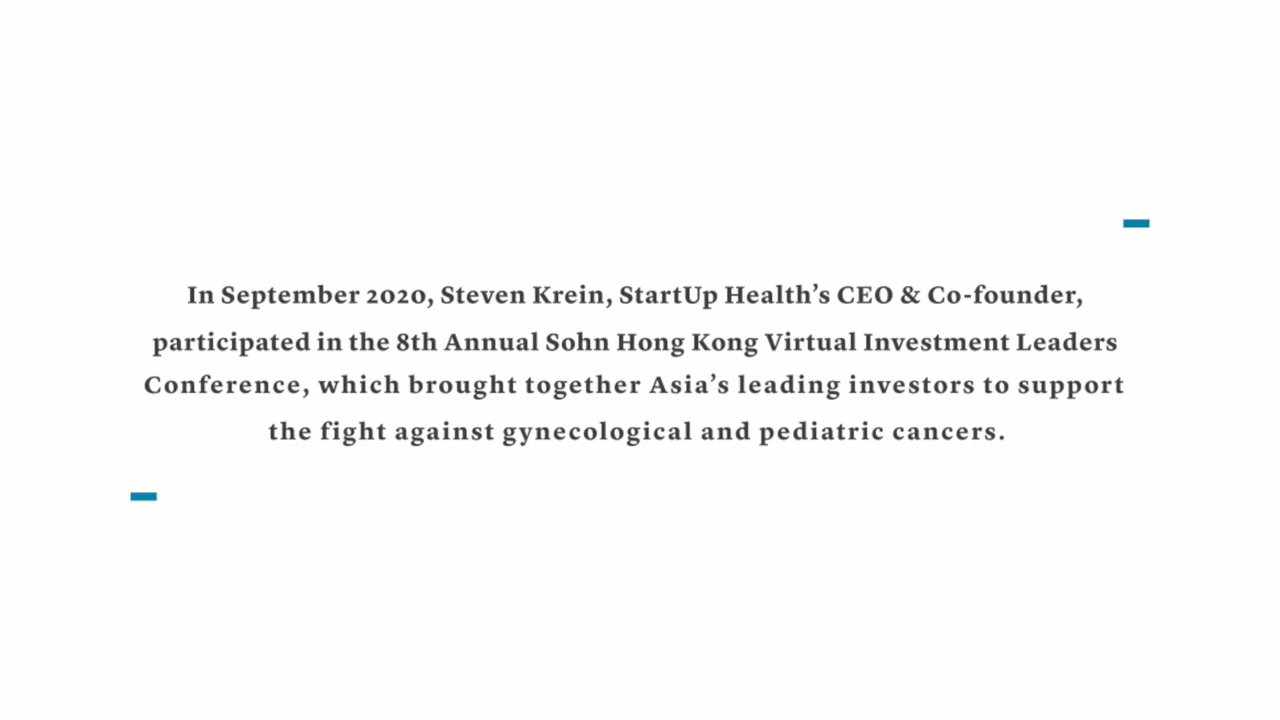 In September 2020, Steven Krein, StartUp Health’s CEO & Co-founder,
participated in the 8th Annual Sohn Hong Kong Virtual Investment Leaders
Conference, which brought together Asia’s leading investors to support
the fight against gynecological and pediatric cancers.